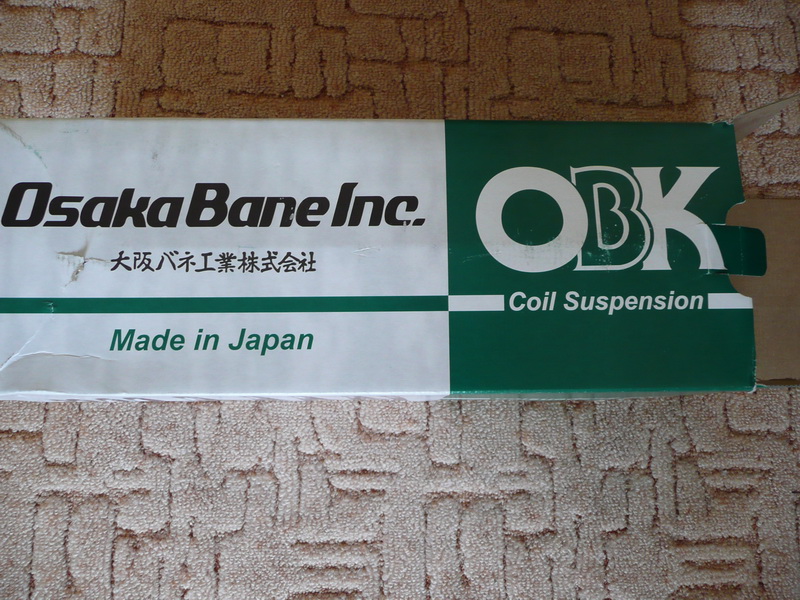 Osaka Bane Inc.
大阪バネ工業株式会社
Made in Japan
OBK
Coil Suspension